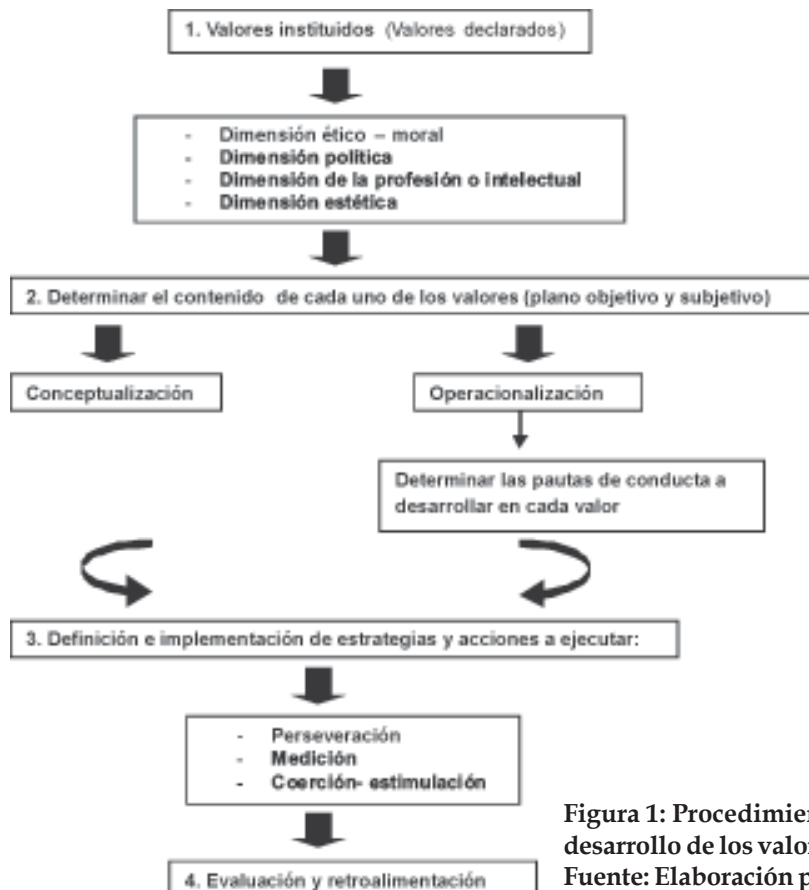 1. Valores instituidos (Valores declarados)
- Dimensión ético – moral
- Dimensión política
- Dimensión de la profesión o intelectual
- Dimensión estética
2. Determinar el contenido de cada uno de los valores (plano objetivo y subjetivo)
Conceptualización
Operacionalización
Determinar las pautas de conducta a
desarrollar en cada valor
3. Definición e implementación de estrategias y acciones a ejecutar:
- Perseveración
- Medición
- Coerción- estimulación
4. Evaluación y retroalimentación
Figura 1: Procedimien
desarrollo de los valo
Fuente: Elaboración p